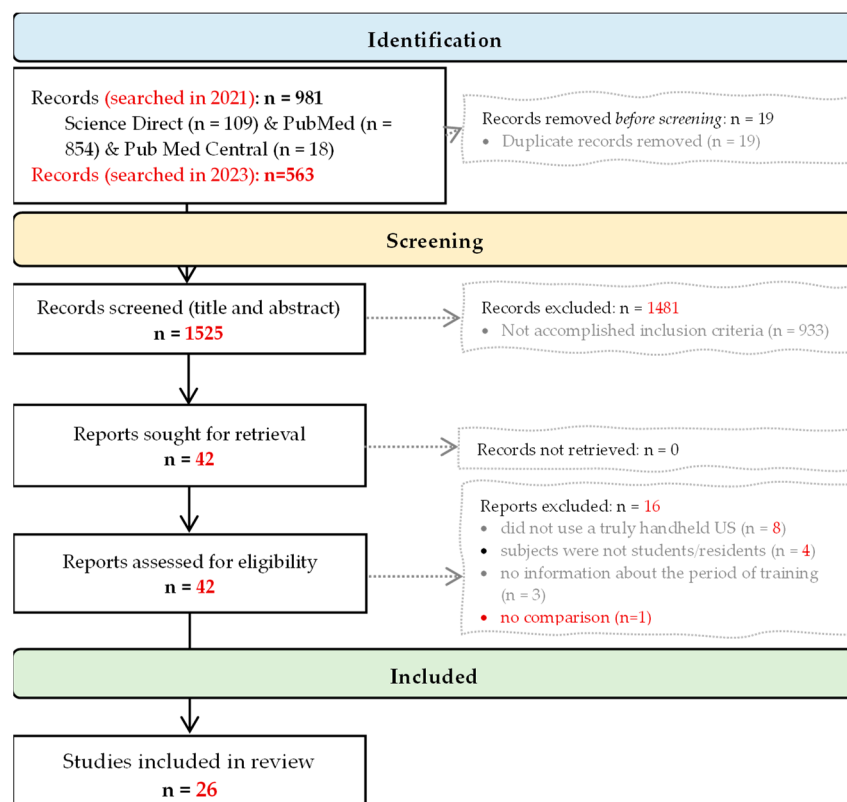 Identification
Records (searched in 2021): n = 981
Science Direct (n = 109) & PubMed (n =
854) & Pub Med Central (n = 18)
Records (searched in 2023): n=563
Records removed before screening: n = 19
• Duplicate records removed (n = 19)
Screening
Records screened (title and abstract)
n = 1525
Records excluded: n = 1481
• Not accomplished inclusion criteria (n = 933)
Reports sought for retrieval
n = 42
Records not retrieved: n = 0
Reports assessed for eligibility
n = 42
Reports excluded: n = 16
• did not use a truly handheld US (n = 8)
• subjects were not students/residents (n = 4)
• no information about the period of training
(n = 3)
• no comparison (n=1)
Included
Studies included in review
n = 26